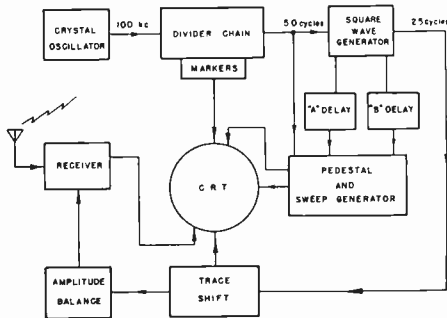 CRYSTAL
OSCILLATOR
100 kc
DIVIDER CHAIN
MARKERS
50 cycles
SQUARE
WAVE
GENERATOR
25 cycles
"A" DELAY
"B" DELAY
RECEIVER
CRT
PEDESTAL
AND
SWEEP GENERATOR
AMPLITUDE
BALANCE
TRACE
SHIFT